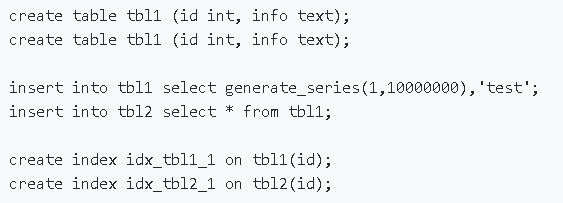 create table tbl1 (id int, info text);
create table tbl1 (id int, info text);
insert into tbl1 select generate_series(1,10000000),'test';
insert into tbl2 select * from tbl1;
create index idx_tbl1_1 on tbl1(id);
create index idx_tbl2_1 on tbl2(id);